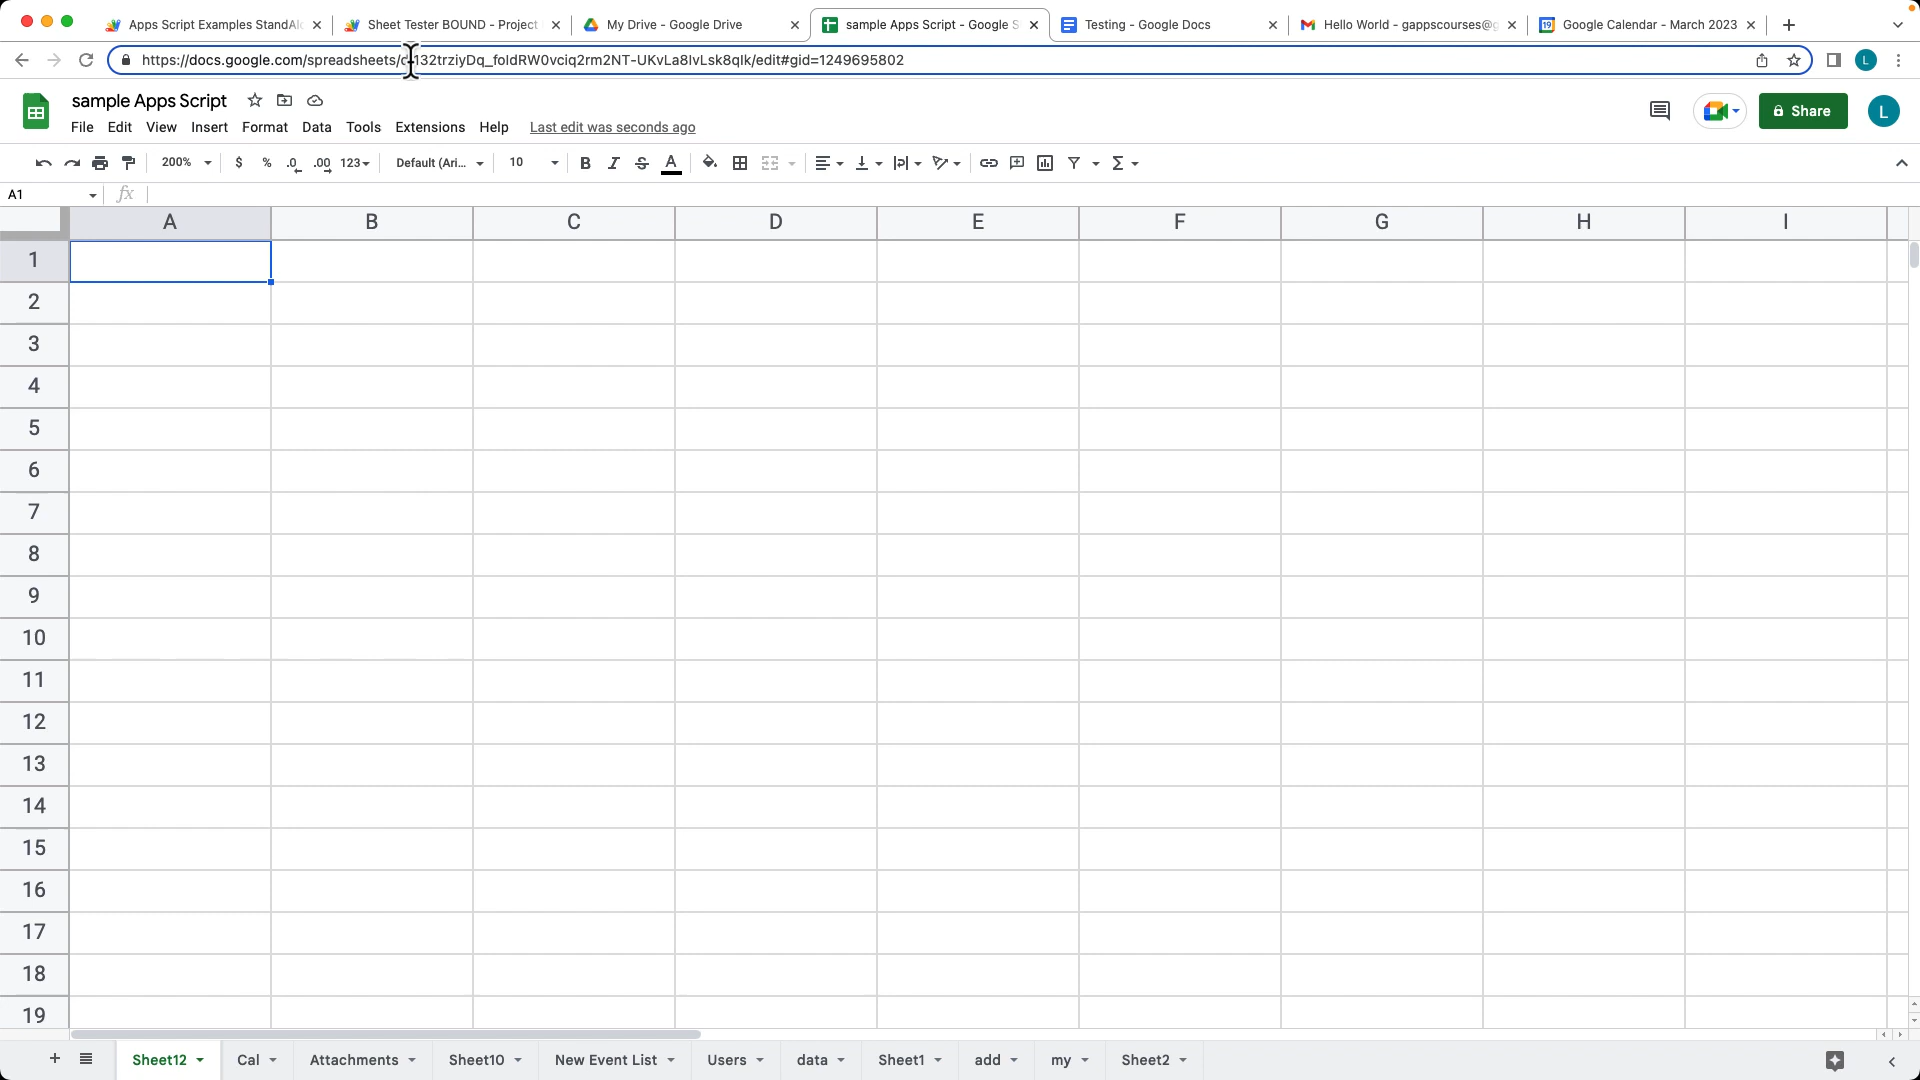 Apps Script Examples StandAl
Sheet Tester BOUND - Project
My Drive - Google Drive
sample Apps Script - Google S
Testing - Google Docs
Hello World - gappscourses@g
19
Google Calendar - March 2023
https://docs.google.com/spreadsheets/
/edit#gid=1249695802
L
sample Apps Script
File Edit View Insert Format Data Tools Extensions Help Last edit was seconds ago
Share
L
200% $ % .0 .00 123 Default (Ari... 10 B I S A Σ
A1 fx
A B C D E F G H I
1
2
3
4
5
6
7
8
9
10
11
12
13
14
15
16
17
18
19
+ Sheet12 Cal Attachments Sheet10 New Event List Users data Sheet1 add my Sheet2